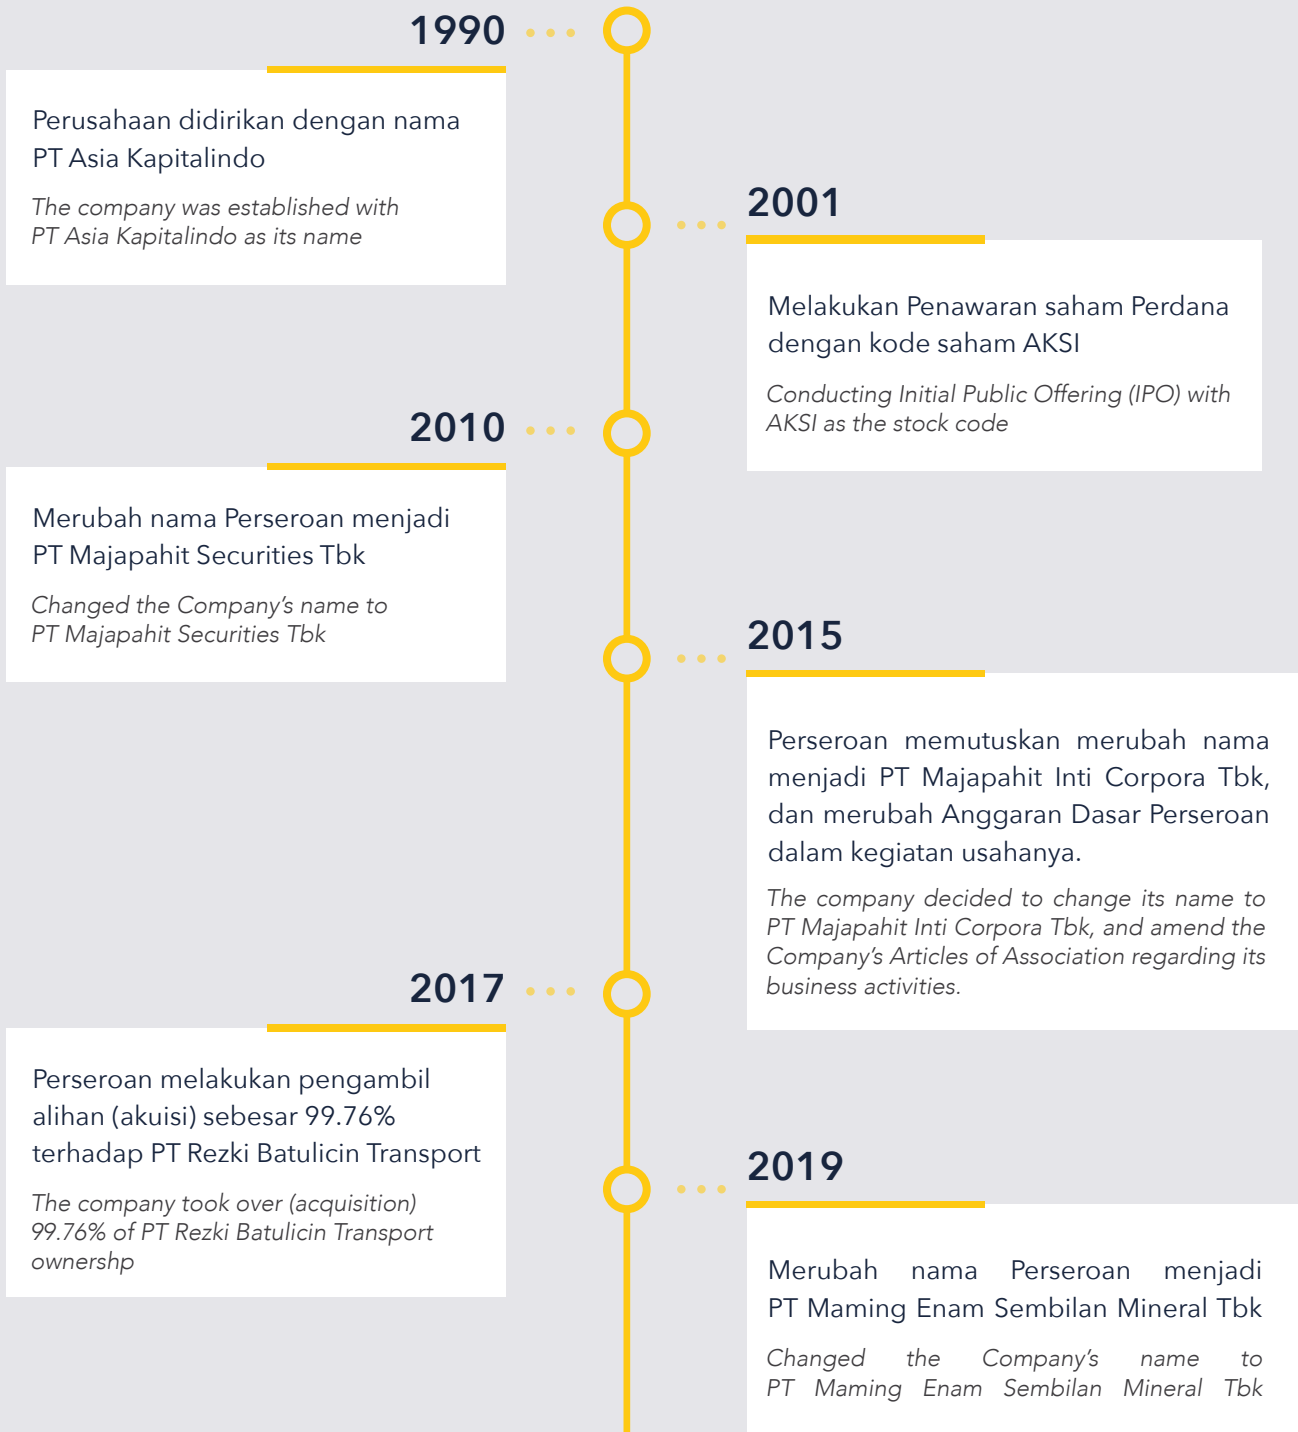 1990
Perusahaan didirikan dengan nama
PT Asia Kapitalindo
The company was established with
PT Asia Kapitalindo as its name
2001
Melakukan Penawaran saham Perdana
dengan kode saham AKSI
Conducting Initial Public Offering (IPO) with
AKSI as the stock code
2010
Merubah nama Perseroan menjadi
PT Majapahit Securities Tbk
Changed the Company’s name to
PT Majapahit Securities Tbk
2015
Perseroan memutuskan merubah nama
menjadi PT Majapahit Inti Corpora Tbk,
dan merubah Anggaran Dasar Perseroan
dalam kegiatan usahanya.
The company decided to change its name to
PT Majapahit Inti Corpora Tbk, and amend the
Company’s Articles of Association regarding its
business activities.
2017
Perseroan melakukan pengambil
alihan (akuisi) sebesar 99.76%
terhadap PT Rezki Batulicin Transport
The company took over (acquisition)
99.76% of PT Rezki Batulicin Transport
ownershp
2019
Merubah nama Perseroan menjadi
PT Maming Enam Sembilan Mineral Tbk
Changed the Company’s name to
PT Maming Enam Sembilan Mineral Tbk